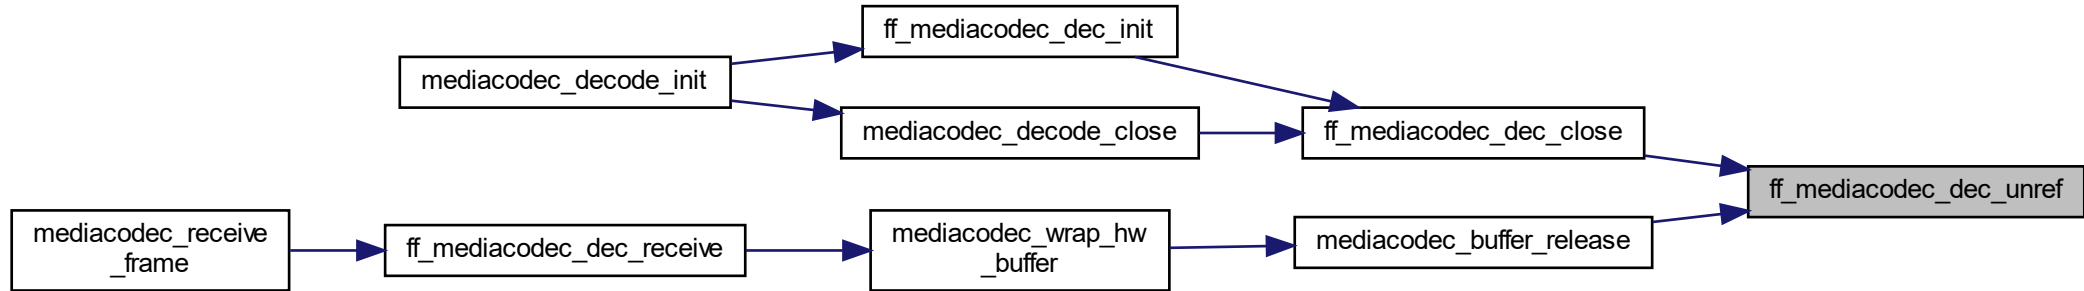 ff_mediacodec_dec_init
mediacodec_decode_init
mediacodec_decode_close
ff_mediacodec_dec_close
ff_mediacodec_dec_unref
mediacodec_receive
_frame
ff_mediacodec_dec_receive
mediacodec_wrap_hw
_buffer
mediacodec_buffer_release